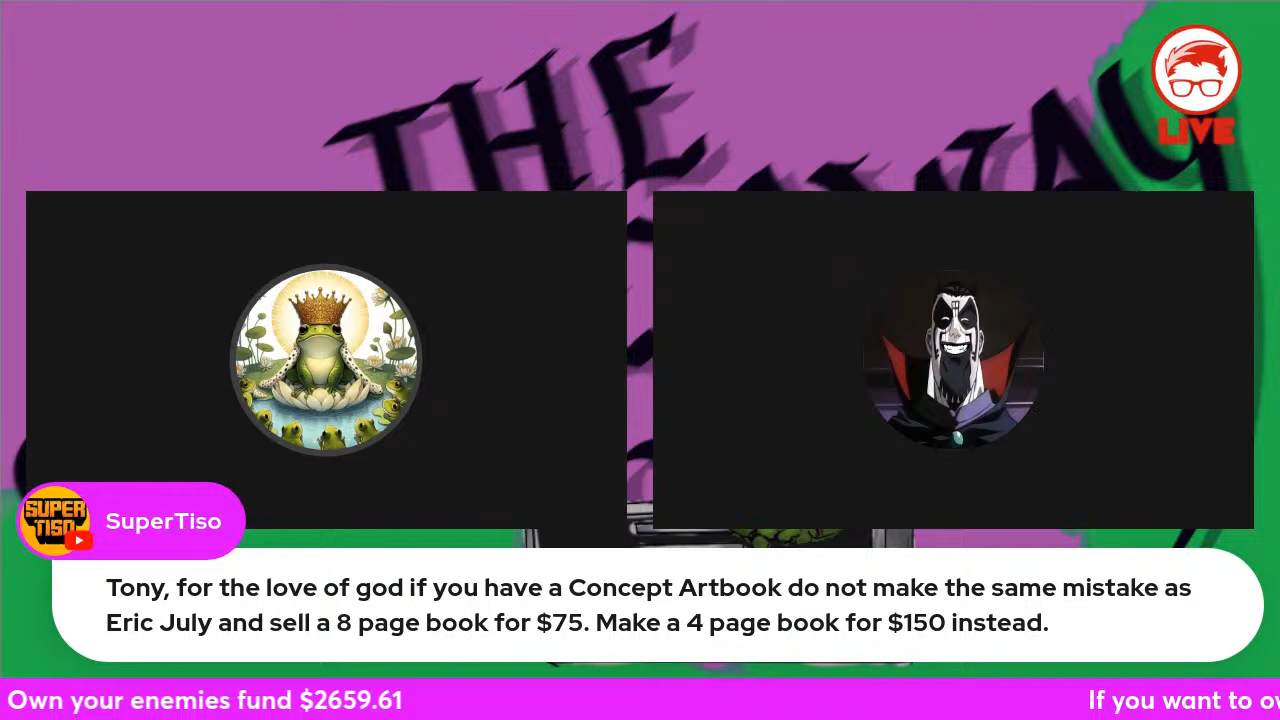 THE
LIVE
SUPER
TISO
SuperTiso
Tony, for the love of god if you have a Concept Artbook do not make the same mistake as
Eric July and sell a 8 page book for $75. Make a 4 page book for $150 instead.
Own your enemies fund $2659.61
If you want to